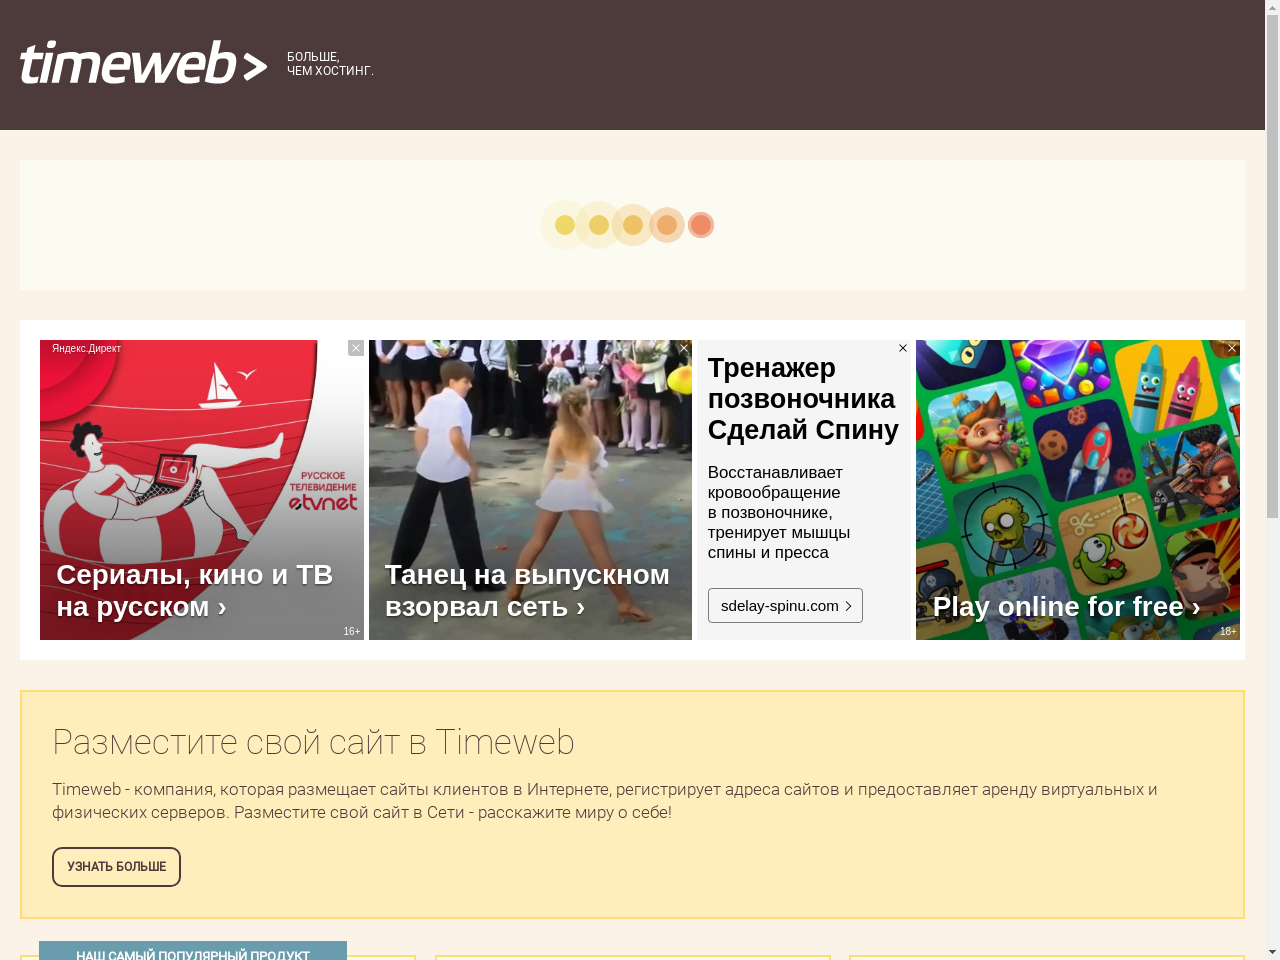 timeweb>
БОЛЬШЕ,
ЧЕМ ХОСТИНГ.
Яндекс.Директ
РУССКОЕ
ТЕЛЕВИДЕНИЕ
etvnet
Сериалы, кино и ТВ
на русском ›
16+
Танец на выпускном
взорвал сеть ›
Тренажер
позвоночника
Сделай Спину
Восстанавливает
кровообращение
в позвоночнике,
тренирует мышцы
спины и пресса
sdelay-spinu.com
Play online for free ›
18+
Разместите свой сайт в Timeweb
Timeweb - компания, которая размещает сайты клиентов в Интернете, регистрирует адреса сайтов и предоставляет аренду виртуальных и
физических серверов. Разместите свой сайт в Сети - расскажите миру о себе!
УЗНАТЬ БОЛЬШЕ
НАШ САМЫЙ ПОПУЛЯРНЫЙ ПРОДУКТ